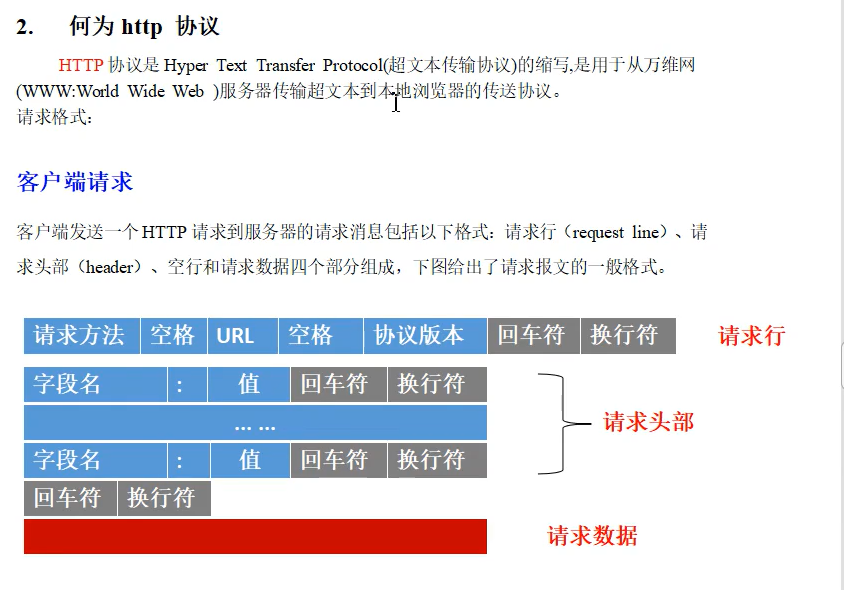 2. 何为 http 协议
HTTP 协议是 Hyper Text Transfer Protocol(超文本传输协议)的缩写,是用于从万维网
(WWW:World Wide Web )服务器传输超文本到本地浏览器的传送协议。
请求格式:
客户端请求
客户端发送一个 HTTP 请求到服务器的请求消息包括以下格式：请求行（request line）、请
求头部（header）、空行和请求数据四个部分组成，下图给出了请求报文的一般格式。
请求方法 空格 URL 空格 协议版本 回车符 换行符 请求行
字段名 : 值 回车符 换行符
... ... 请求头部
字段名 : 值 回车符 换行符
回车符 换行符
请求数据